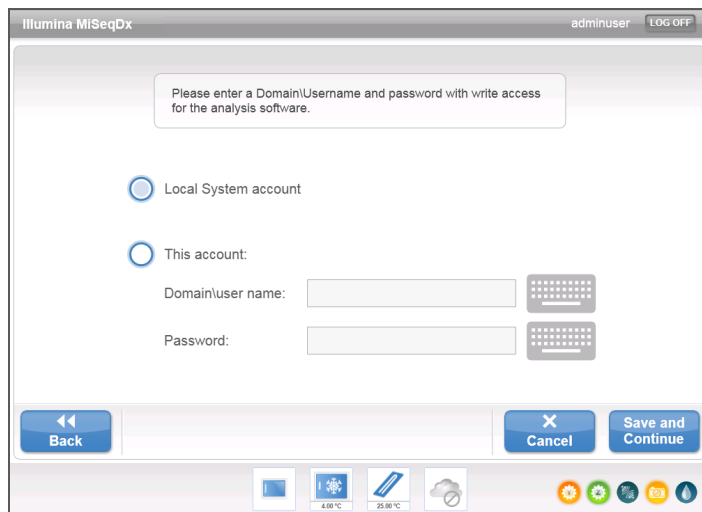 Illumina MiSeqDx
adminuser
LOG OFF
Please enter a Domain\Username and password with write access
for the analysis software.
Local System account
This account:
Domain\user name:
Password:
Back
Cancel
Save and
Continue
4.00 °C
25.00 °C